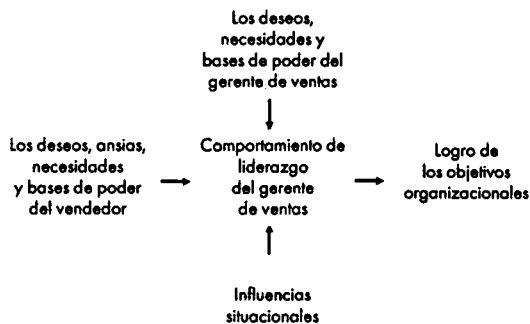 Los deseos,
necesidades y
bases de poder del
gerente de ventas
Los deseos, ansias,
necesidades
y bases de poder
del vendedor
Comportamiento de
liderazgo
del gerente
de ventas
Logro de
los objetivos
organizacionales
Influencias
situacionales